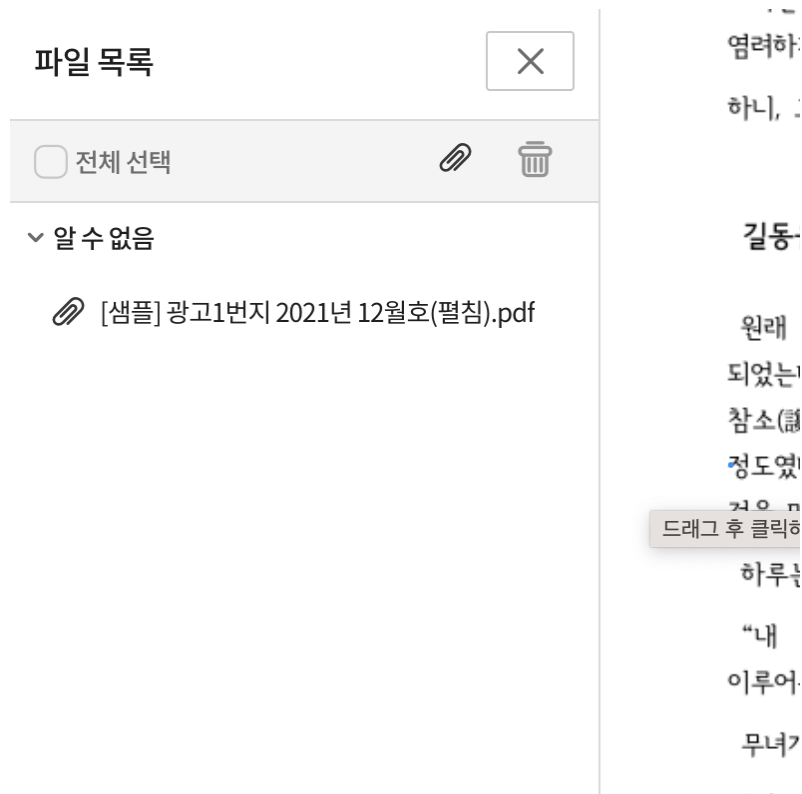 파일 목록
전체 선택
알 수 없음
[샘플] 광고1번지 2021년 12월호(펼침).pdf
염려하
하니,
길동
원래
되었는
참소(讒
정도였
드래그 후 클릭하
하루는
“내
이루어
무녀가